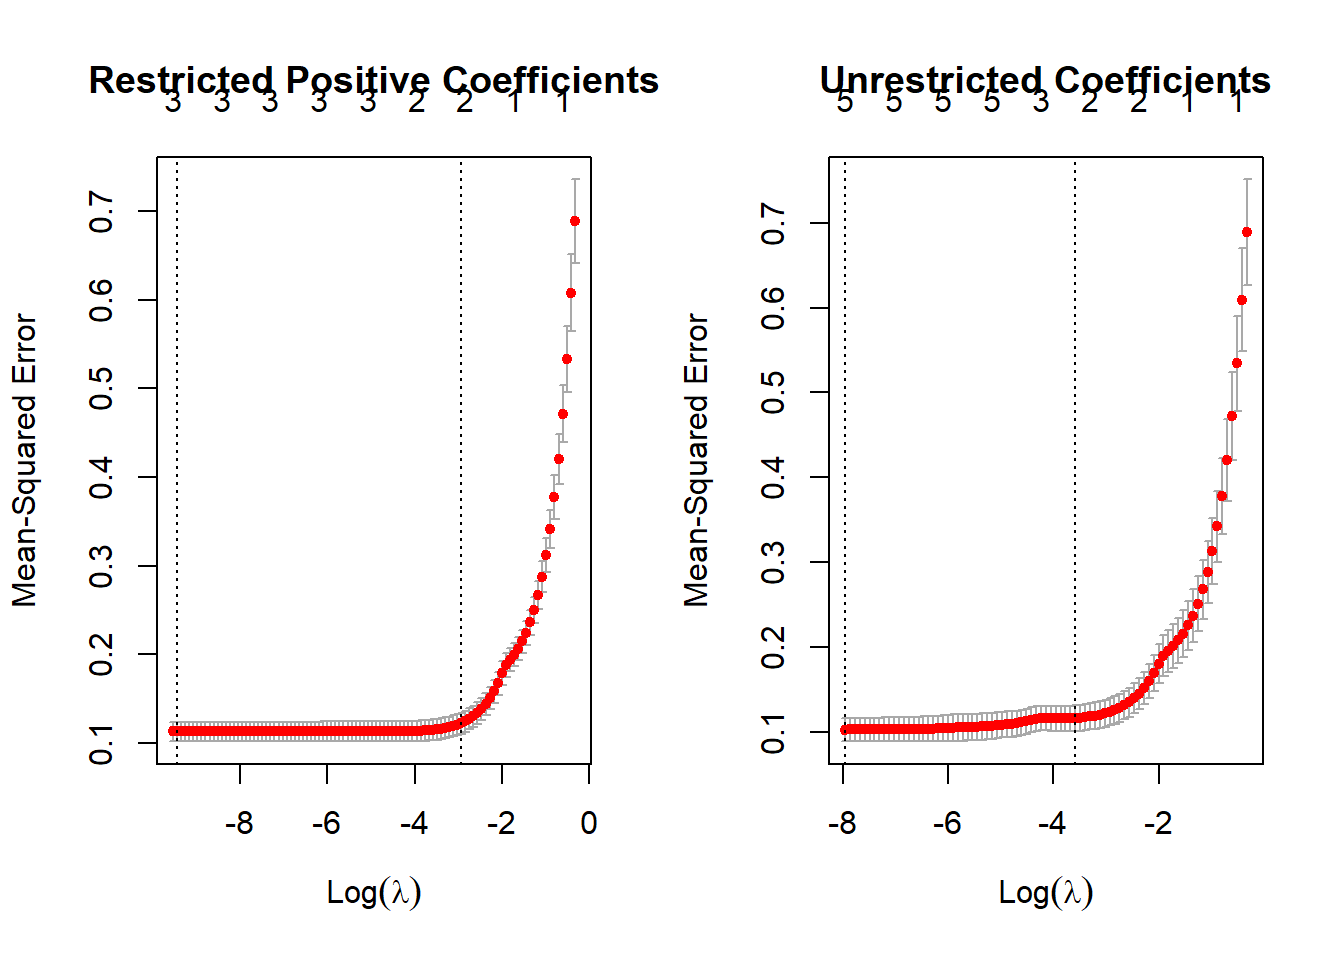 Restricted Positive Coefficients
3 3 3 3 3 2 2 1 1
Mean-Squared Error
0.7
0.6
0.5
0.4
0.3
0.2
0.1
-8 -6 -4 -2 0
Log(λ)
Unrestricted Coefficients
5 5 5 5 3 2 2 1 1
Mean-Squared Error
0.7
0.6
0.5
0.4
0.3
0.2
0.1
-8 -6 -4 -2
Log(λ)